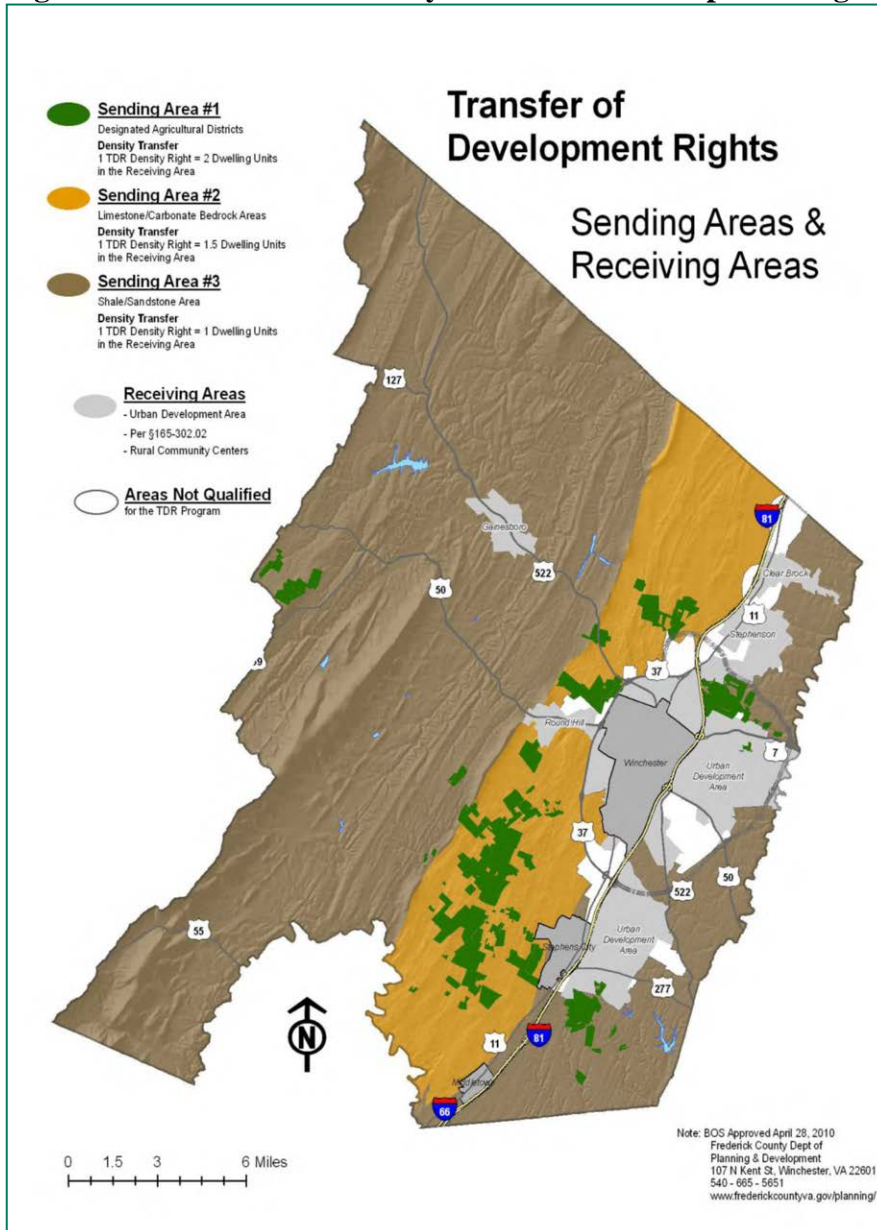 Transfer of
Development Rights
Sending Areas &
Receiving Areas
Sending Area #1
Designated Agricultural Districts
Density Transfer
1 TDR Density Right = 2 Dwelling Units
in the Receiving Area
Sending Area #2
Limestone/Carbonate Bedrock Areas
Density Transfer
1 TDR Density Right = 1.5 Dwelling Units
in the Receiving Area
Sending Area #3
Shale/Sandstone Area
Density Transfer
1 TDR Density Right = 1 Dwelling Units
in the Receiving Area
Receiving Areas
- Urban Development Area
- Per §165-302.02
- Rural Community Centers
Areas Not Qualified
for the TDR Program
127
81
Gainesboro
Clear Brook
522
50
11
Stephenson
37
Round Hill
7
Winchester
Urban
Development
Area
37
50
522
55
Urban
Development
Area
Stephens City
277
N
11
81
Middletown
66
0 1.5 3 6 Miles
Note: BOS Approved April 28, 2010
Frederick County Dept of
Planning & Development
107 N Kent St, Winchester, VA 22601
540 - 665 - 5651
www.frederickcountyva.gov/planning/